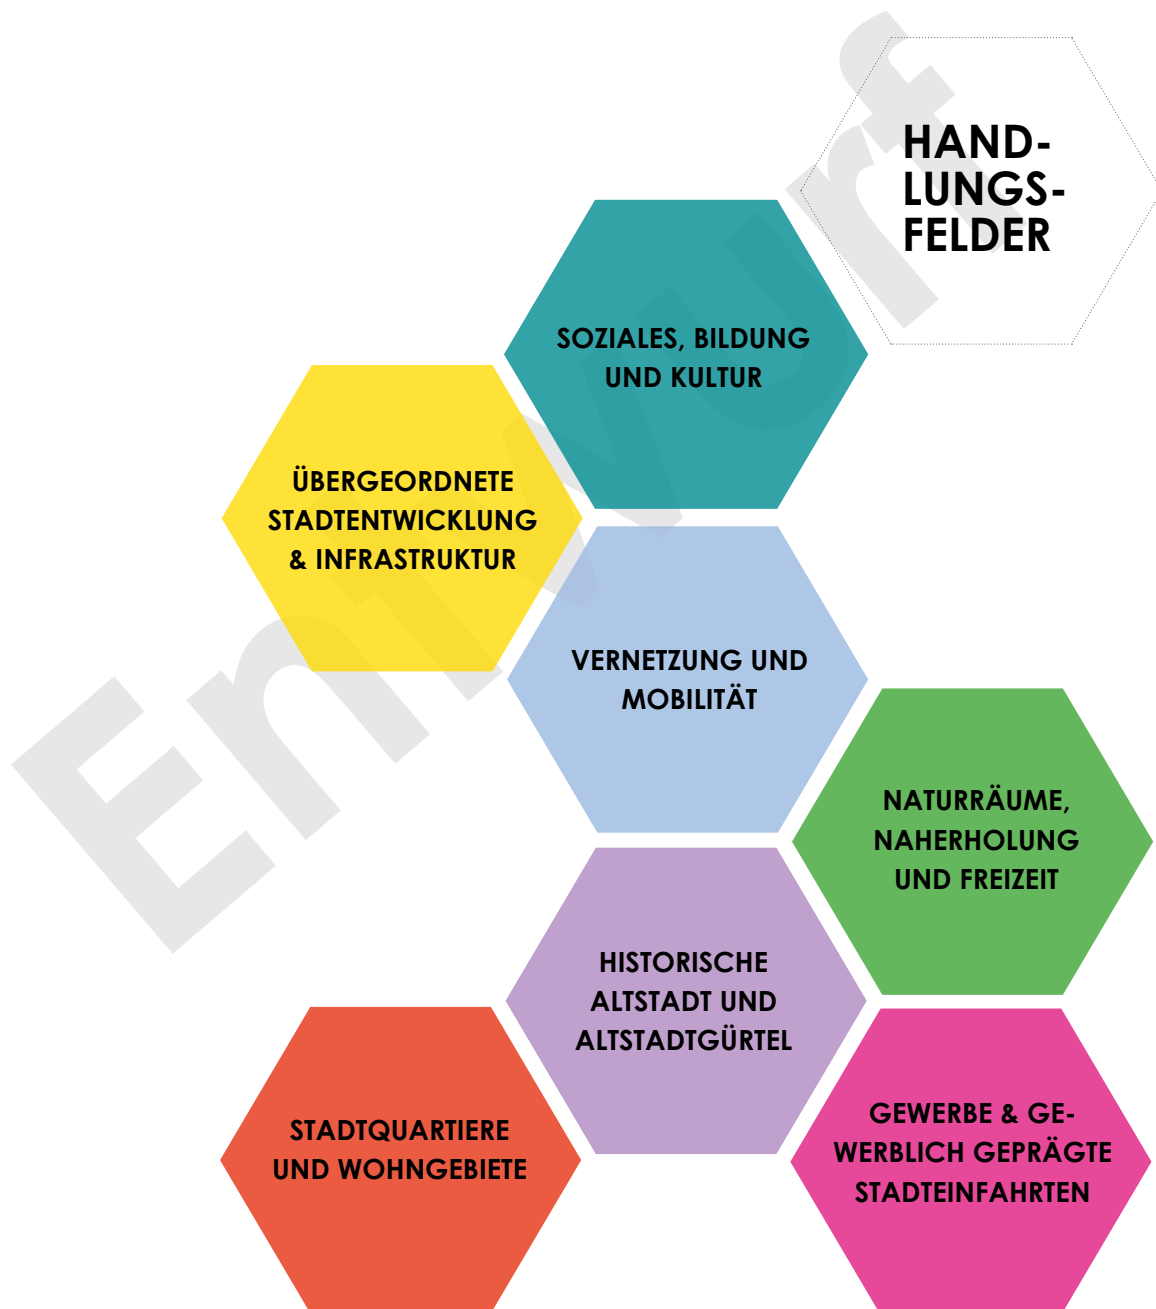 HAND-
LUNGS-
FELDER
SOZIALES, BILDUNG
UND KULTUR
ÜBERGEORDNETE
STADTENTWICKLUNG
& INFRASTRUKTUR
VERNETZUNG UND
MOBILITÄT
NATURRÄUME,
NAHERHOLUNG
UND FREIZEIT
HISTORISCHE
ALTSTADT UND
ALTSTADTGÜRTEL
STADTQUARTIERE
UND WOHNGEBIETE
GEWERBE & GE-
WERBLICH GEPRÄGTE
STADTEINFAHRTEN
Entwurf